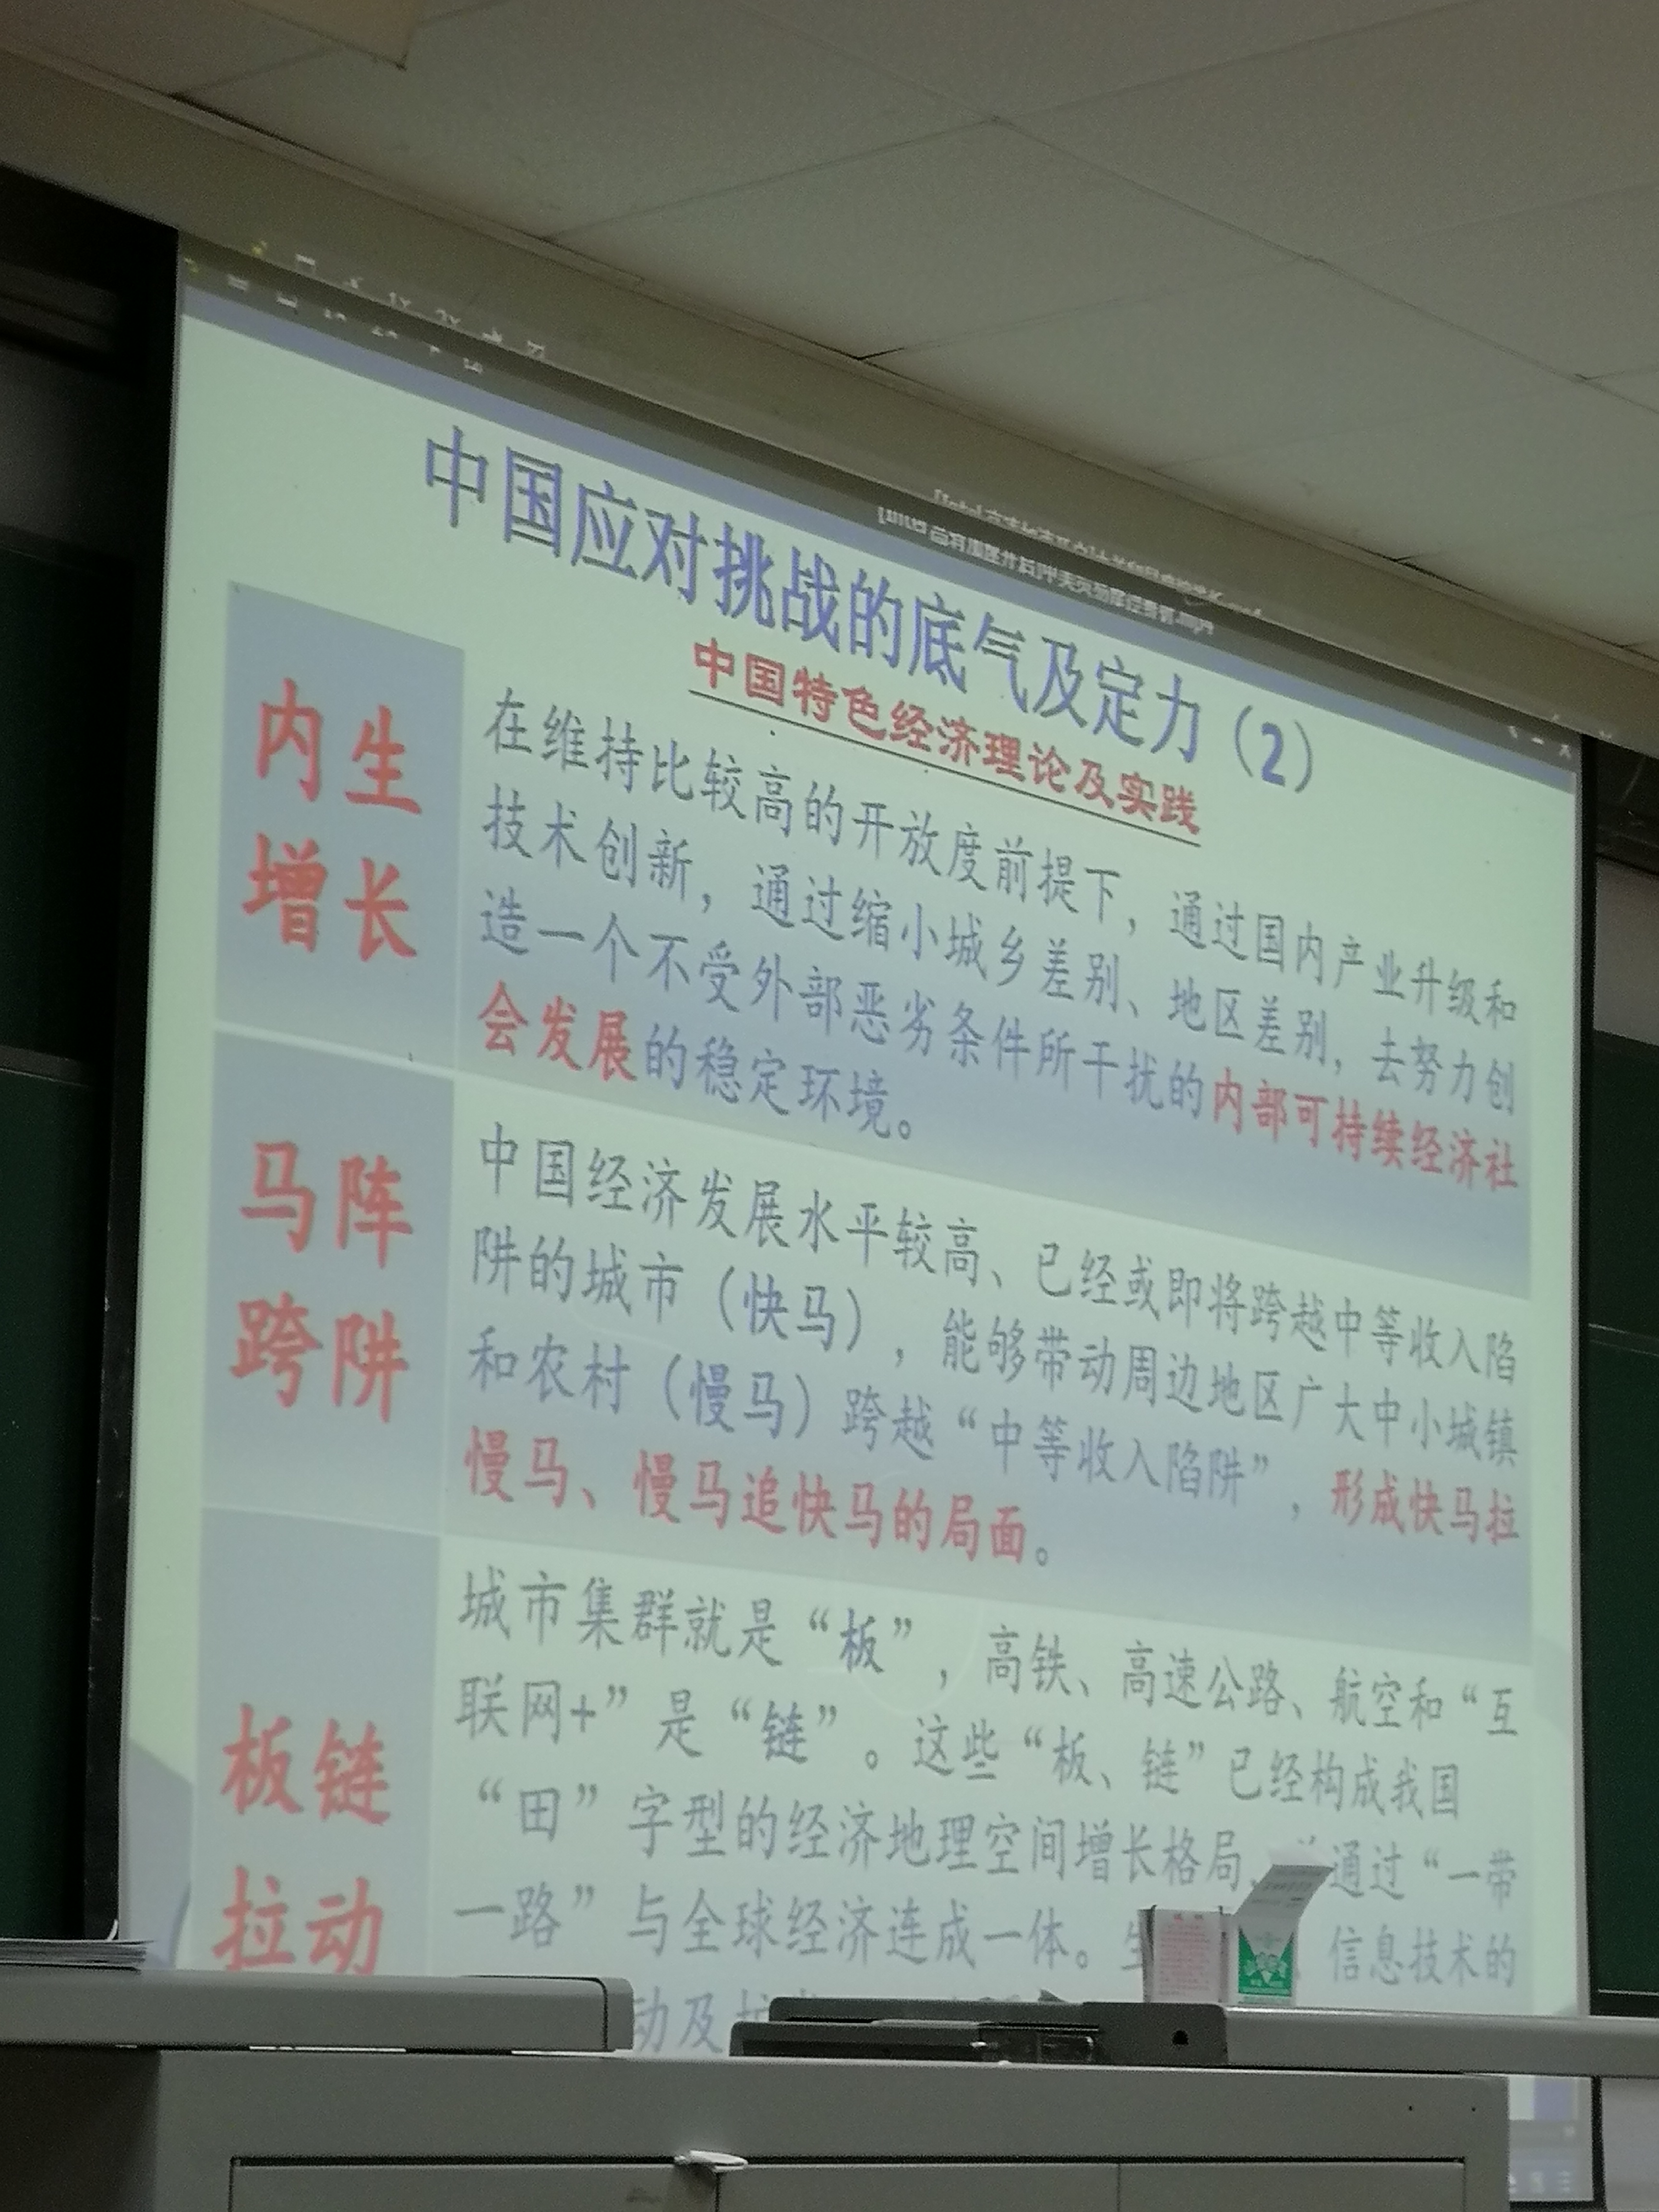 中国应对挑战的底气及定力（2）
中国特色经济理论及实践
内生
增长
在维持比较高的开放度前提下，通过国内产业升级和
技术创新，通过缩小城乡差别、地区差别，去努力创
造一个不受外部恶劣条件所干扰的内部可持续经济社
会发展的稳定环境。
马阵
跨阱
中国经济发展水平较高、已经或即将跨越中等收入陷
阱的城市（快马），能够带动周边地区广大中小城镇
和农村（慢马）跨越“中等收入陷阱”，形成快马拉
慢马、慢马追快马的局面。
板链
拉动
城市集群就是“板”，高铁、高速公路、航空和“互
联网+”是“链”。这些“板、链”已经构成我国
“田”字型的经济地理空间增长格局、通过“一带
一路”与全球经济连成一体。信息技术的
动及